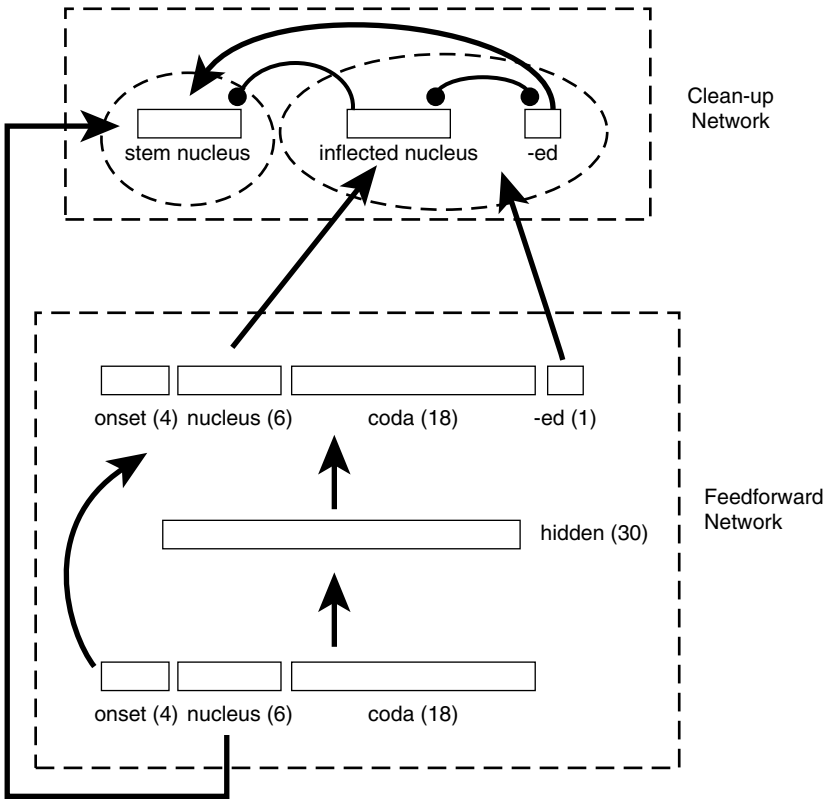 Clean-up
Network
stem nucleus
inflected nucleus
-ed
onset (4)
nucleus (6)
coda (18)
-ed (1)
Feedforward
Network
hidden (30)
onset (4)
nucleus (6)
coda (18)